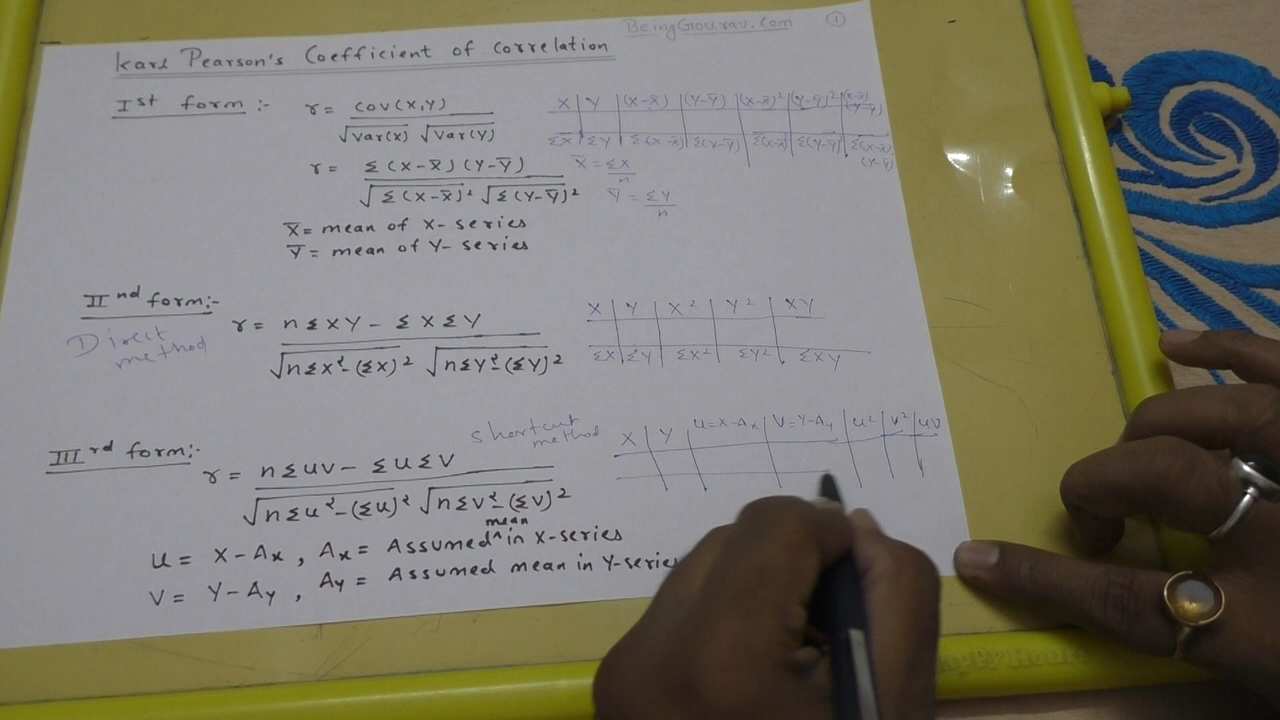 BeingGourav.com ①
Karl Pearson's Coefficient of Correlation
Ist form :-
r = Cov(X,Y) / √Var(X) √Var(Y)
r = Σ(X-X̄)(Y-Ȳ) / √Σ(X-X̄)² √Σ(Y-Ȳ)²
X̄ = mean of X-series
Ȳ = mean of Y-series
X | Y | (X-X̄) | (Y-Ȳ) | (X-X̄)² | (Y-Ȳ)² | (X-X̄)(Y-Ȳ)
ΣX | ΣY | Σ(X-X̄) | Σ(Y-Ȳ) | Σ(X-X̄)² | Σ(Y-Ȳ)² | Σ(X-X̄)(Y-Ȳ)
X̄ = ΣX / n
Ȳ = ΣY / n
IInd form:-
Direct method
r = nΣXY - ΣXΣY / √nΣX²-(ΣX)² √nΣY²-(ΣY)²
X | Y | X² | Y² | XY
ΣX | ΣY | ΣX² | ΣY² | ΣXY
IIIrd form:-
Shortcut method
r = nΣUV - ΣUΣV / √nΣU²-(ΣU)² √nΣV²-(ΣV)²
X | Y | U=X-Ax | V=Y-Ay | U² | V² | UV
U = X-Ax , Ax = Assumed mean in X-series
V = Y-Ay , Ay = Assumed mean in Y-series
Happy Hours